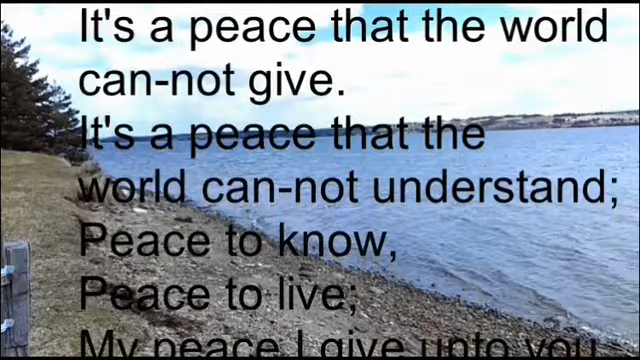 It's a peace that the world
can-not give.
It's a peace that the
world can-not understand;
Peace to know,
Peace to live;
My peace I give unto you